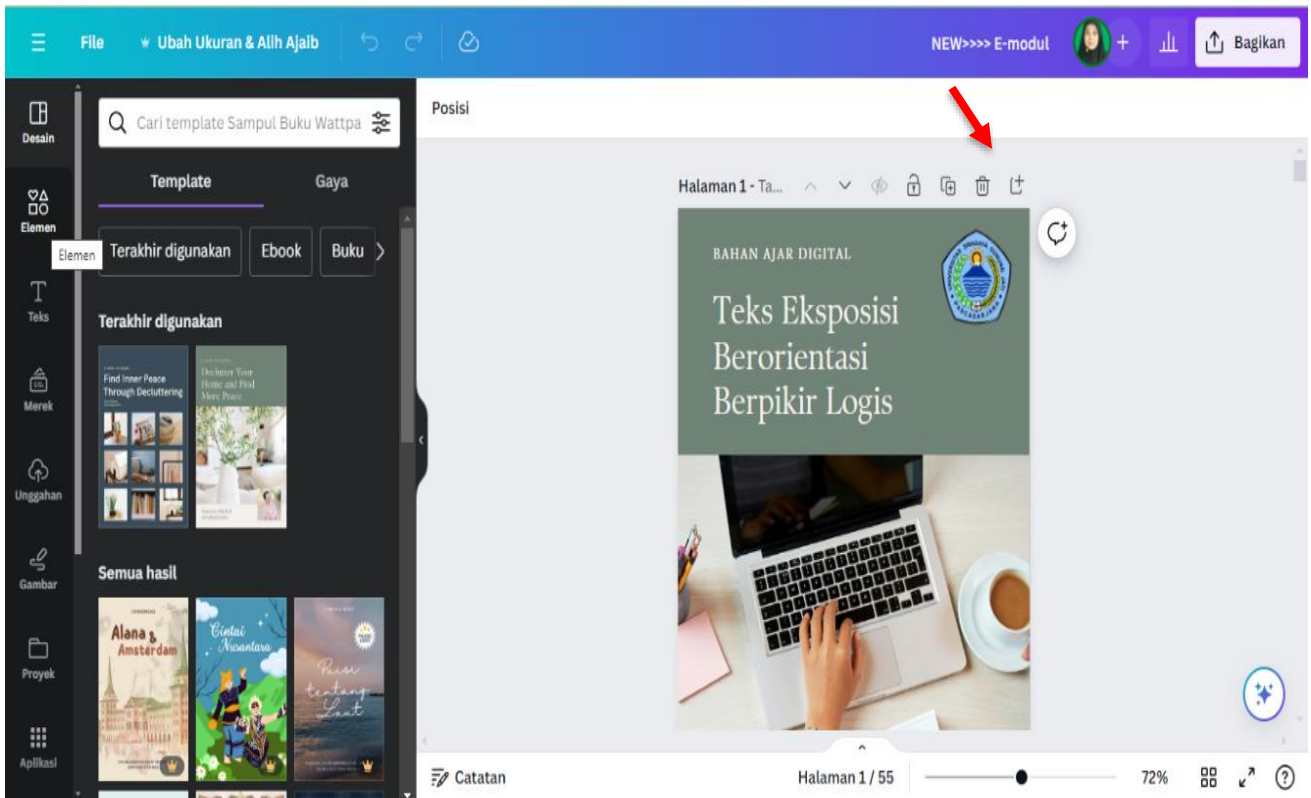 File
Ubah Ukuran & Alih Ajaib
NEW>>>> E-modul
Bagikan
Desain
Elemen
Elemen
Teks
Merek
Unggahan
Gambar
Proyek
Aplikasi
Cari template Sampul Buku Wattpa
Template
Gaya
Terakhir digunakan
Ebook
Buku
Terakhir digunakan
Find Inner Peace
Through Decluttering
Declutter Your
Home and Find
More Peace
Semua hasil
Alana &
Amsterdam
Cintai
Nusantara
Puisi
tentang
Laut
Posisi
Halaman 1 - Ta...
BAHAN AJAR DIGITAL
Teks Eksposisi
Berorientasi
Berpikir Logis
PASCASARJANA
Catatan
Halaman 1 / 55
72%